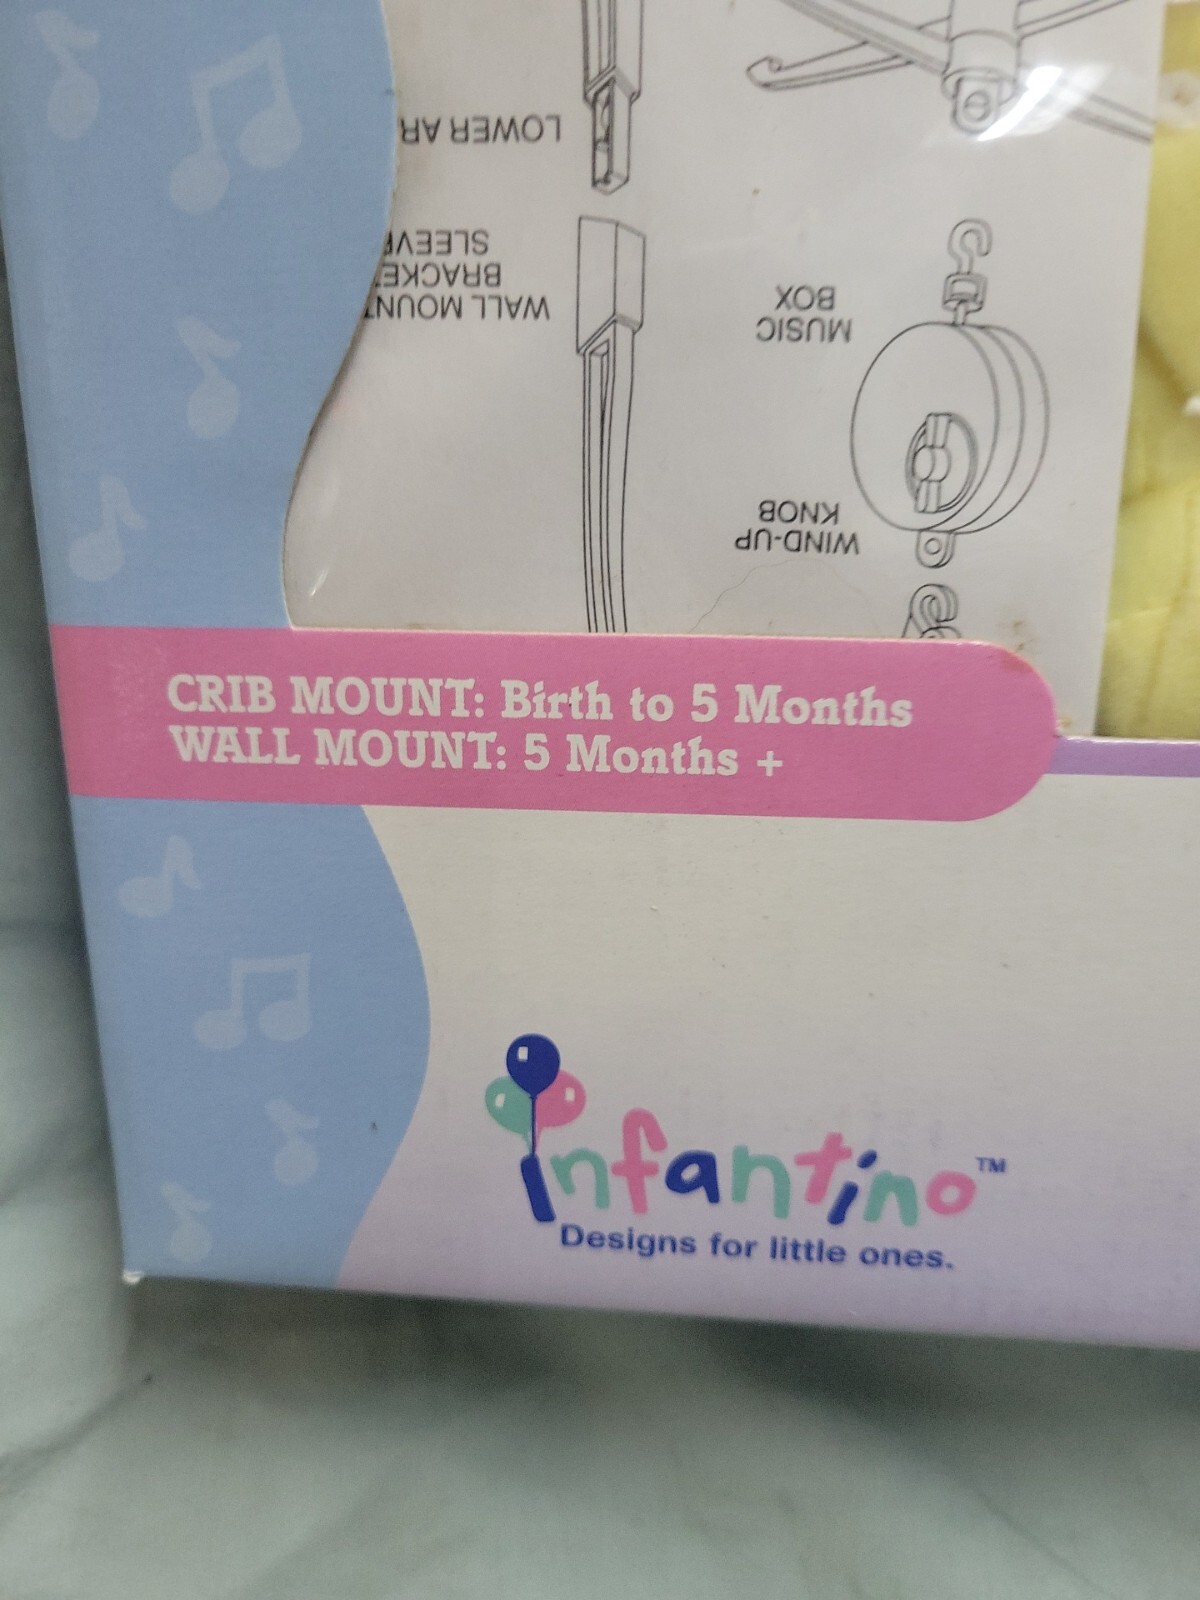 LOWER AR
WALL MOUNT
BRACKET
SLEEVE
MUSIC
BOX
WIND-UP
KNOB
CRIB MOUNT: Birth to 5 Months
WALL MOUNT: 5 Months +
infantino™
Designs for little ones.